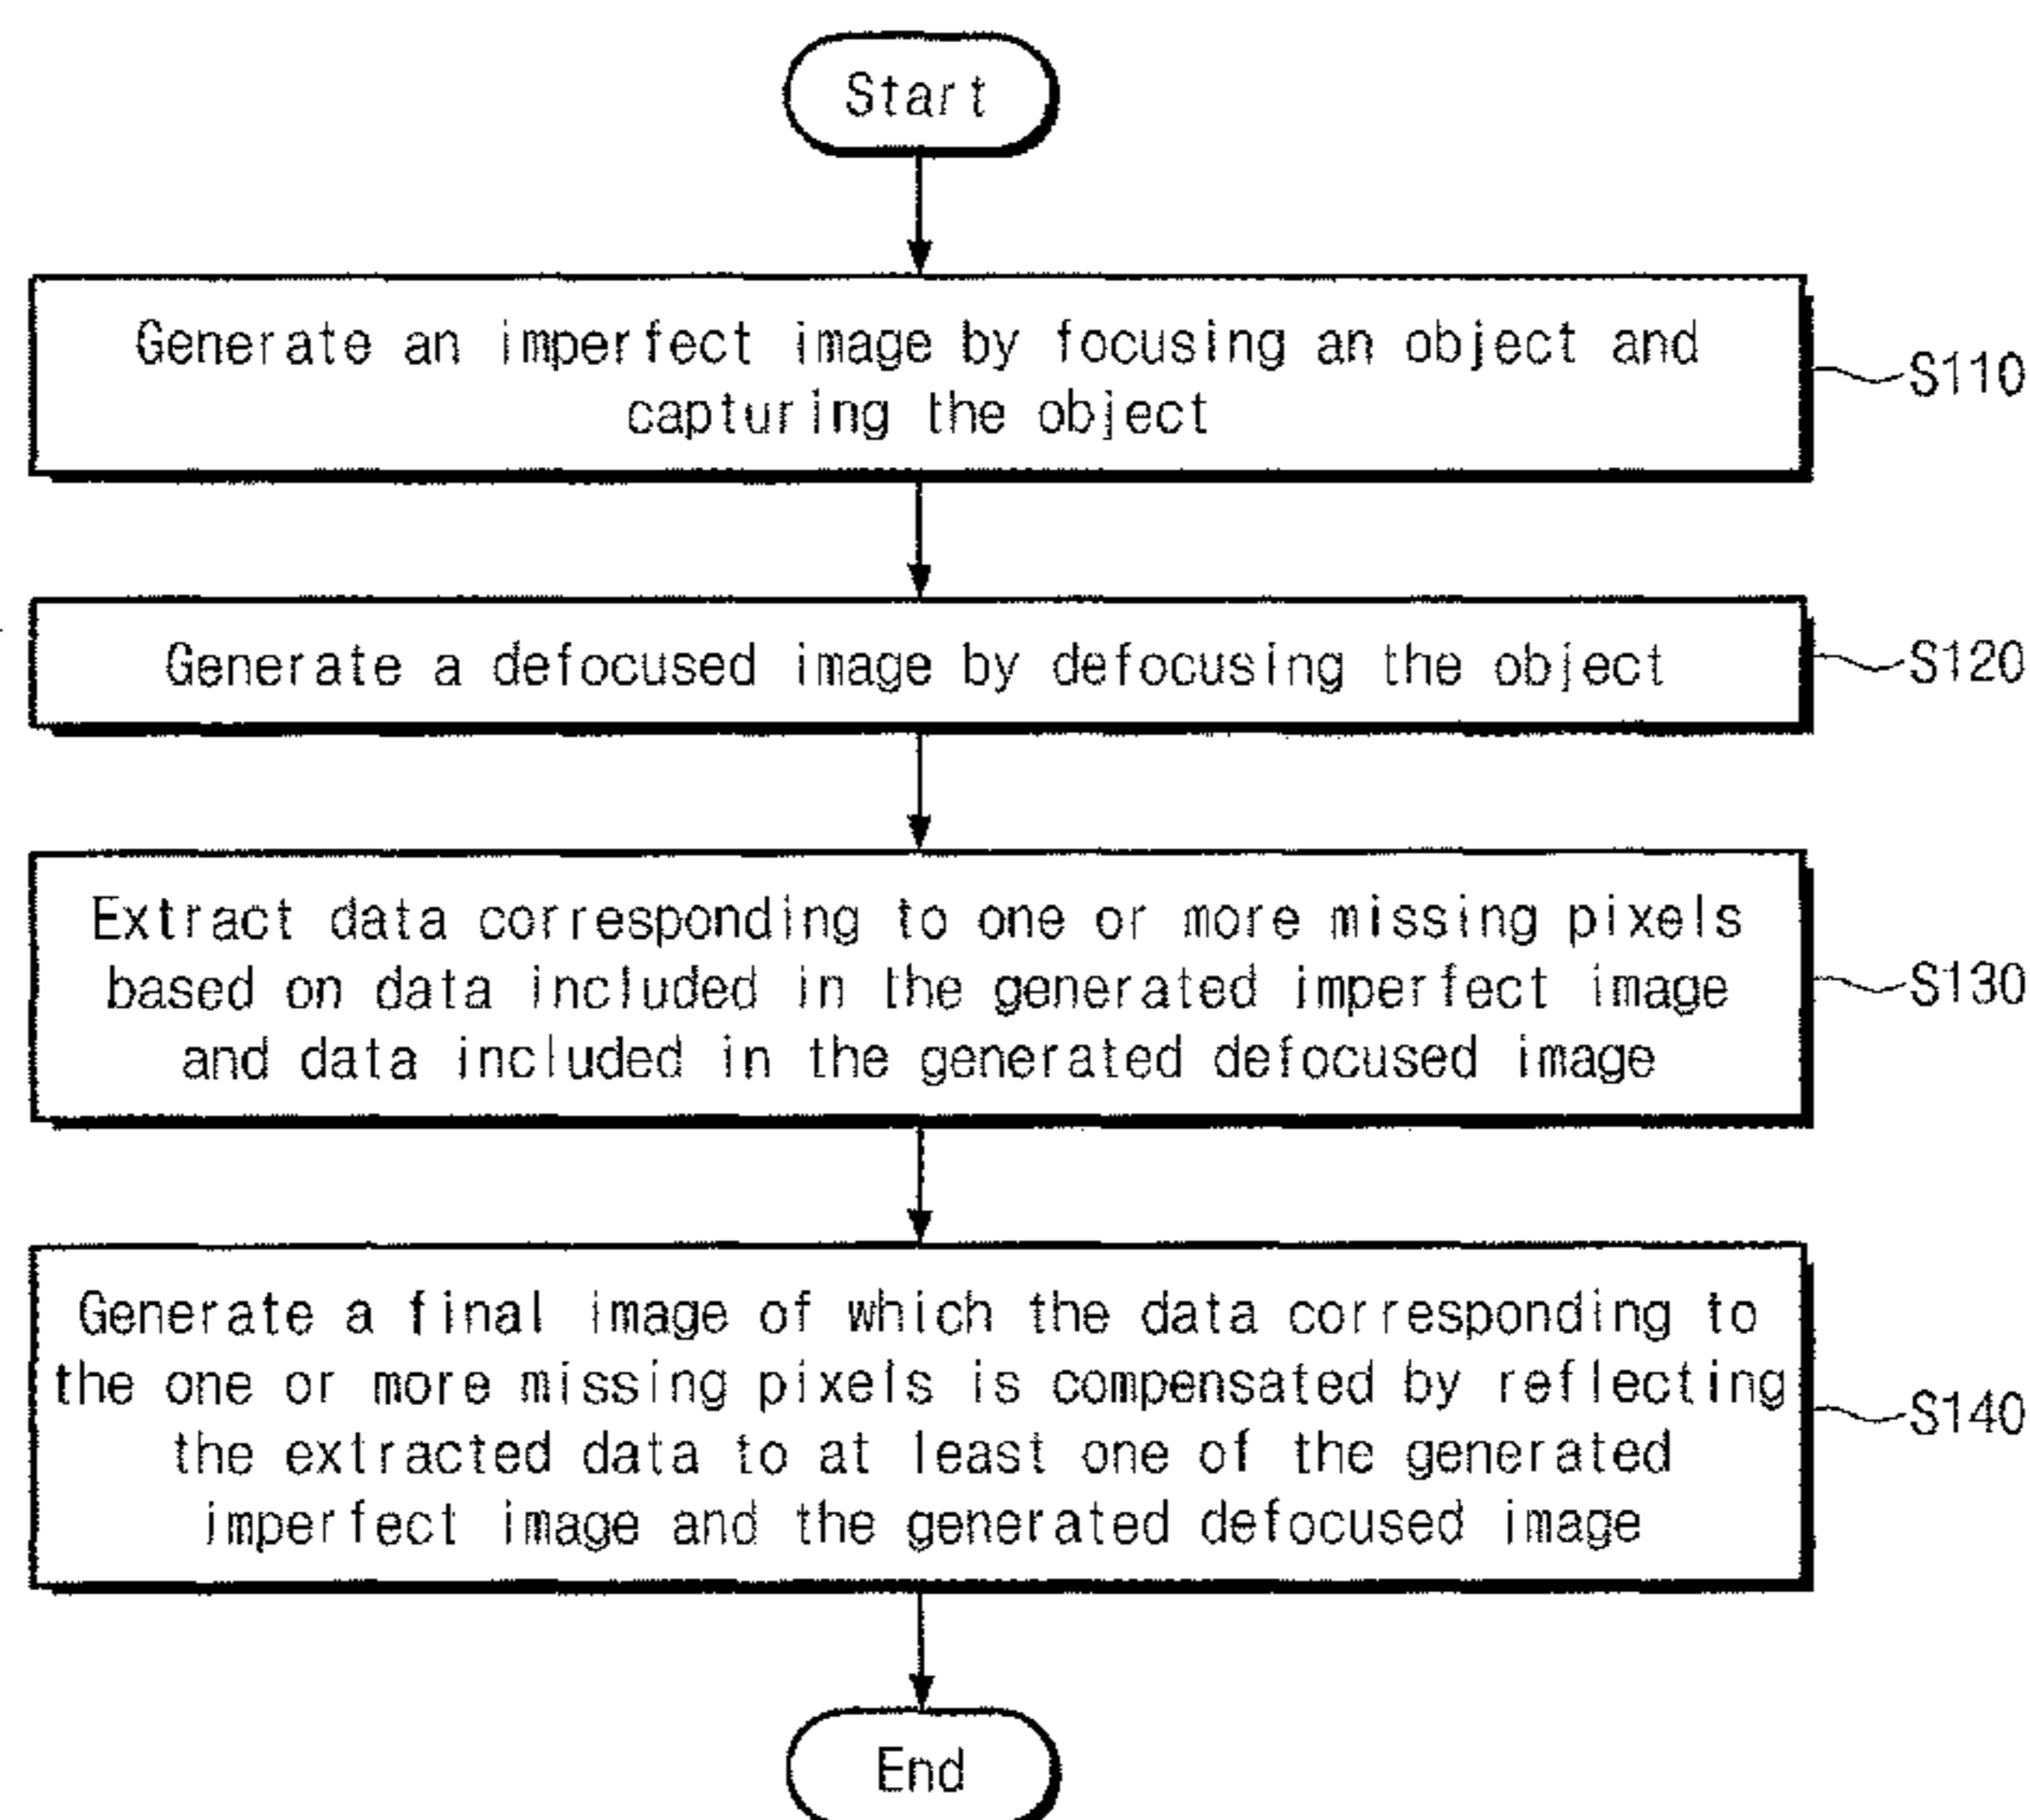 Start
Generate an imperfect image by focusing an object and
capturing the object
S110
Generate a defocused image by defocusing the object
S120
Extract data corresponding to one or more missing pixels
based on data included in the generated imperfect image
and data included in the generated defocused image
S130
Generate a final image of which the data corresponding to
the one or more missing pixels is compensated by reflecting
the extracted data to at least one of the generated
imperfect image and the generated defocused image
S140
End